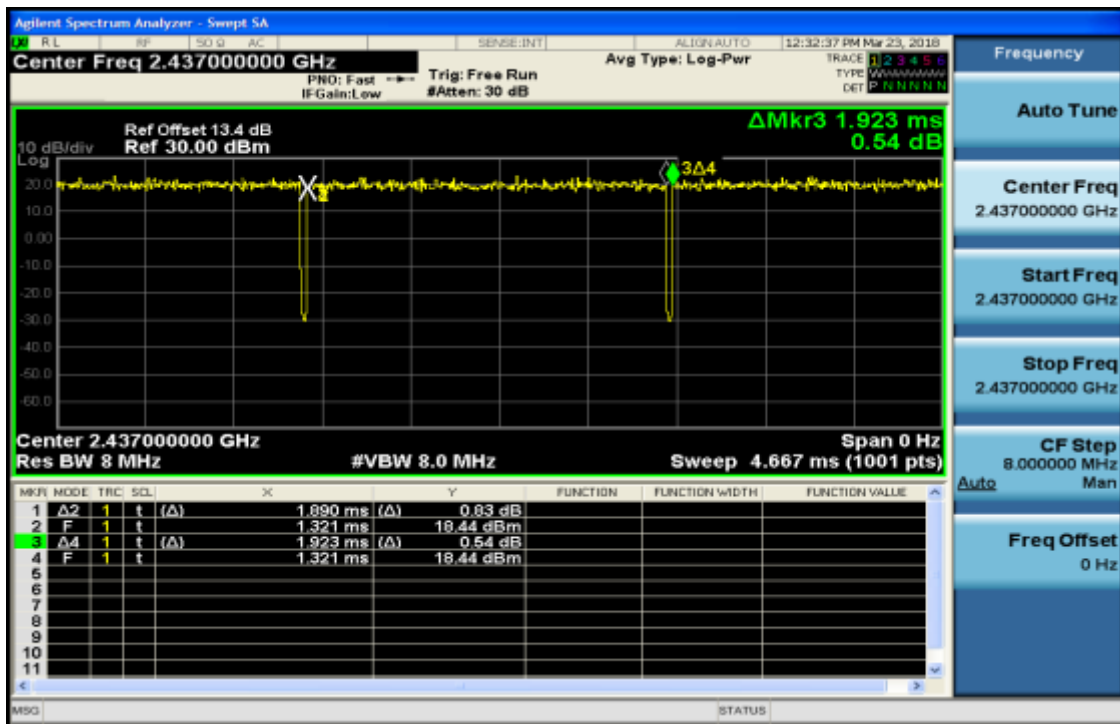 Agilent Spectrum Analyzer - Swept SA
RL RF 50 Ω AC SENSE:INT ALIGN AUTO 12:32:37 PM Mar 23, 2018
Center Freq 2.437000000 GHz
PNO: Fast
IFGain:Low
Trig: Free Run
#Atten: 30 dB
Avg Type: Log-Pwr
TRACE 1 2 3 4 5 6
TYPE WWWWWW
DET P N N N N N
Ref Offset 13.4 dB
Ref 30.00 dBm
10 dB/div
Log
ΔMkr3 1.923 ms
0.54 dB
20.0
10.0
0.00
-10.0
-20.0
-30.0
-40.0
-50.0
-60.0
3Δ4
Center 2.437000000 GHz Span 0 Hz
Res BW 8 MHz #VBW 8.0 MHz Sweep 4.667 ms (1001 pts)
MKR MODE TRC SCL X Y FUNCTION FUNCTION WIDTH FUNCTION VALUE
1 Δ2 1 t (Δ) 1.890 ms (Δ) 0.83 dB
2 F 1 t 1.321 ms 18.44 dBm
3 Δ4 1 t (Δ) 1.923 ms (Δ) 0.54 dB
4 F 1 t 1.321 ms 18.44 dBm
5
6
7
8
9
10
11
MSG STATUS
Frequency
Auto Tune
Center Freq
2.437000000 GHz
Start Freq
2.437000000 GHz
Stop Freq
2.437000000 GHz
CF Step
8.000000 MHz
Auto Man
Freq Offset
0 Hz